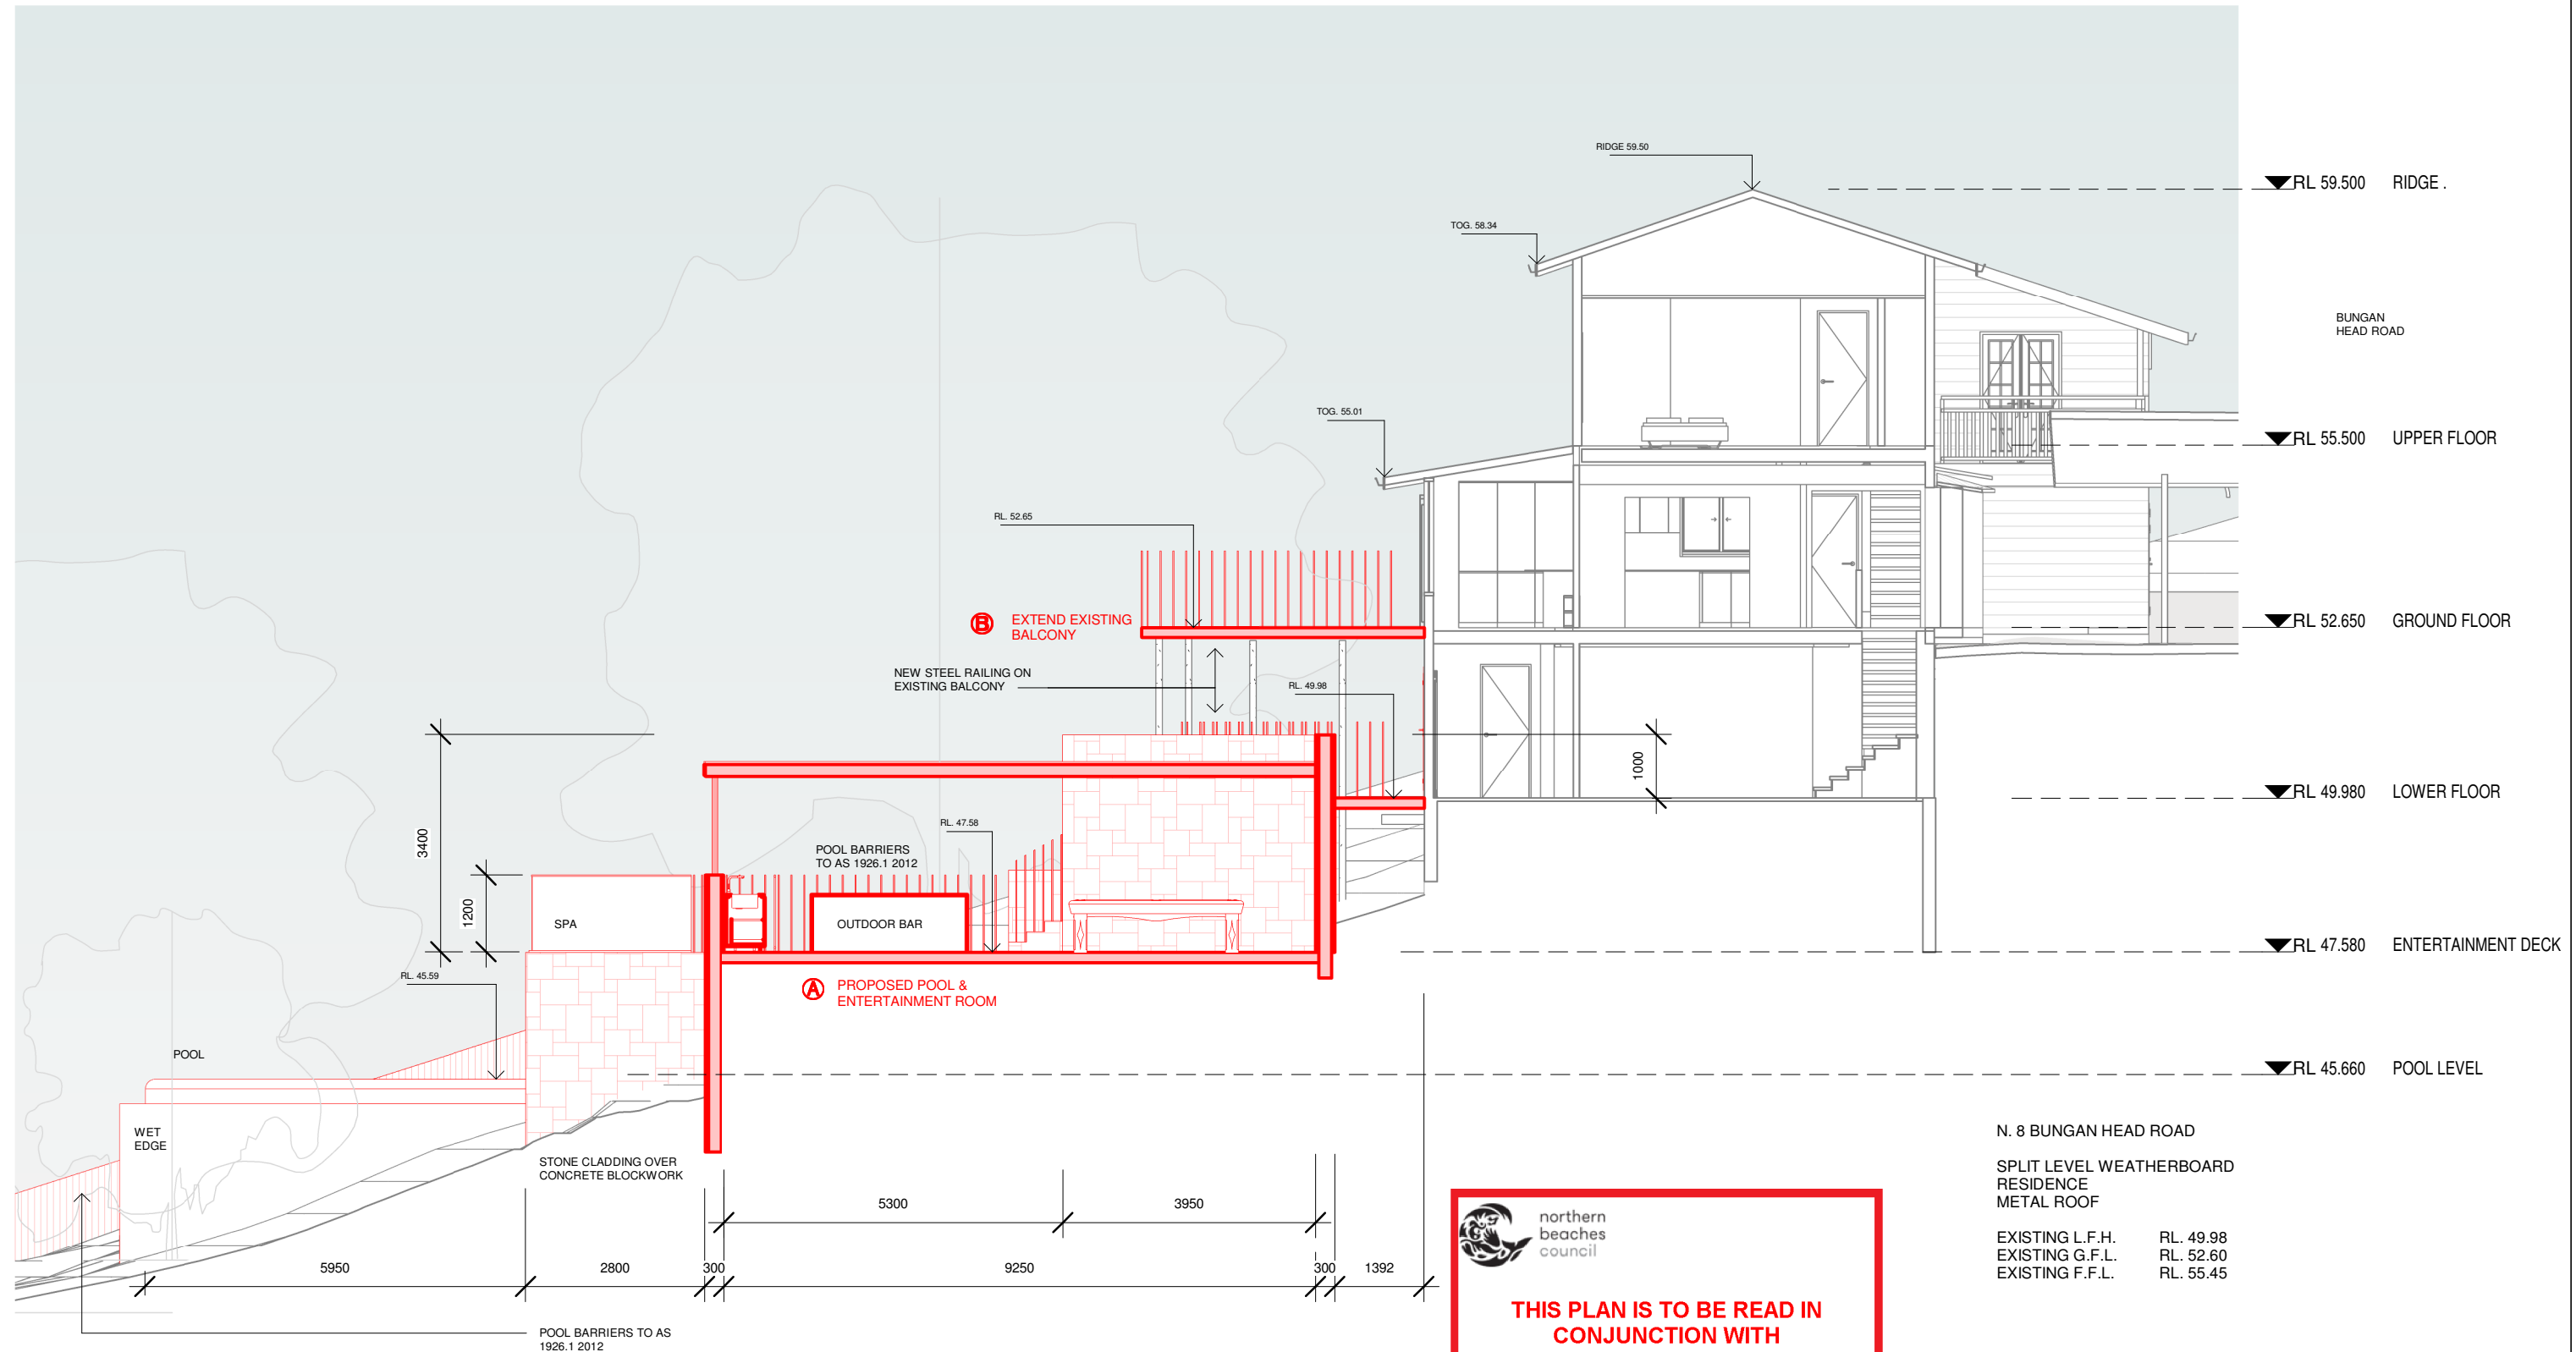 RIDGE 59.50
RL 59.500 RIDGE .
TOG. 58.34
BUNGAN
HEAD ROAD
TOG. 55.01
RL 55.500 UPPER FLOOR
RL. 52.65
B EXTEND EXISTING
BALCONY
RL 52.650 GROUND FLOOR
NEW STEEL RAILING ON
EXISTING BALCONY
RL. 49.98
1000
RL 49.980 LOWER FLOOR
3400
RL. 47.58
POOL BARRIERS
TO AS 1926.1 2012
1200
SPA
OUTDOOR BAR
RL 47.580 ENTERTAINMENT DECK
RL. 45.59
A PROPOSED POOL &
ENTERTAINMENT ROOM
POOL
RL 45.660 POOL LEVEL
WET
EDGE
STONE CLADDING OVER
CONCRETE BLOCKWORK
N. 8 BUNGAN HEAD ROAD
SPLIT LEVEL WEATHERBOARD
RESIDENCE
METAL ROOF
EXISTING L.F.H. RL. 49.98
EXISTING G.F.L. RL. 52.60
EXISTING F.F.L. RL. 55.45
5300 3950
5950 2800 300 9250 300 1392
POOL BARRIERS TO AS
1926.1 2012
northern
beaches
council
THIS PLAN IS TO BE READ IN
CONJUNCTION WITH